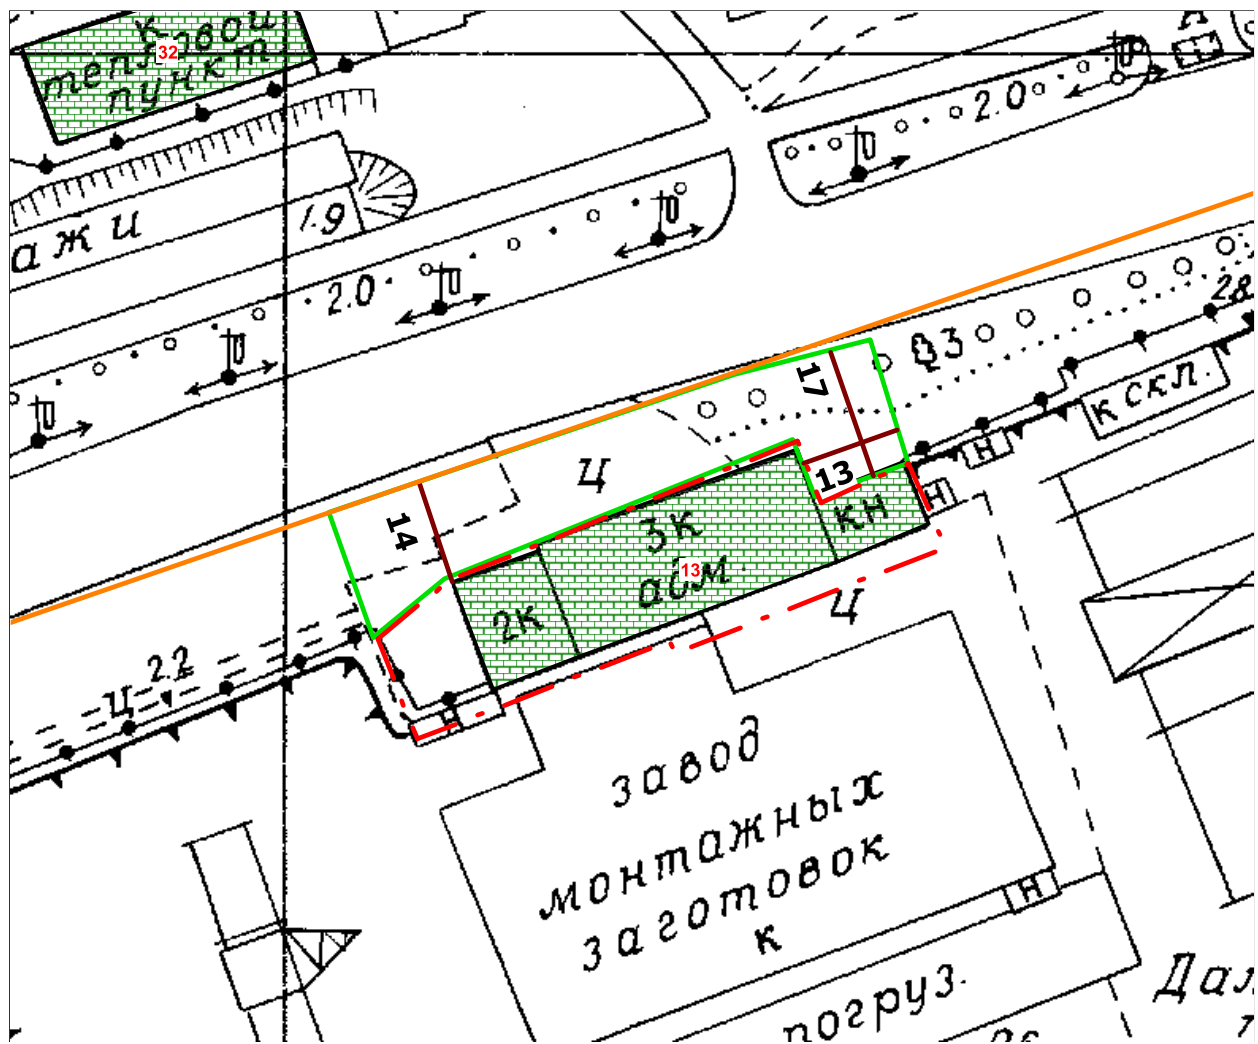 к
тепловой
32
пункт
2.0
1.9
ажи
2.0
28
З
17
к скл.
Ц
Н
13
Н
14
3К
КН
13
2К
Ц
2.2
Ц
Н
завод
монтажных
заготовок
к
Н
Дал
погруз.